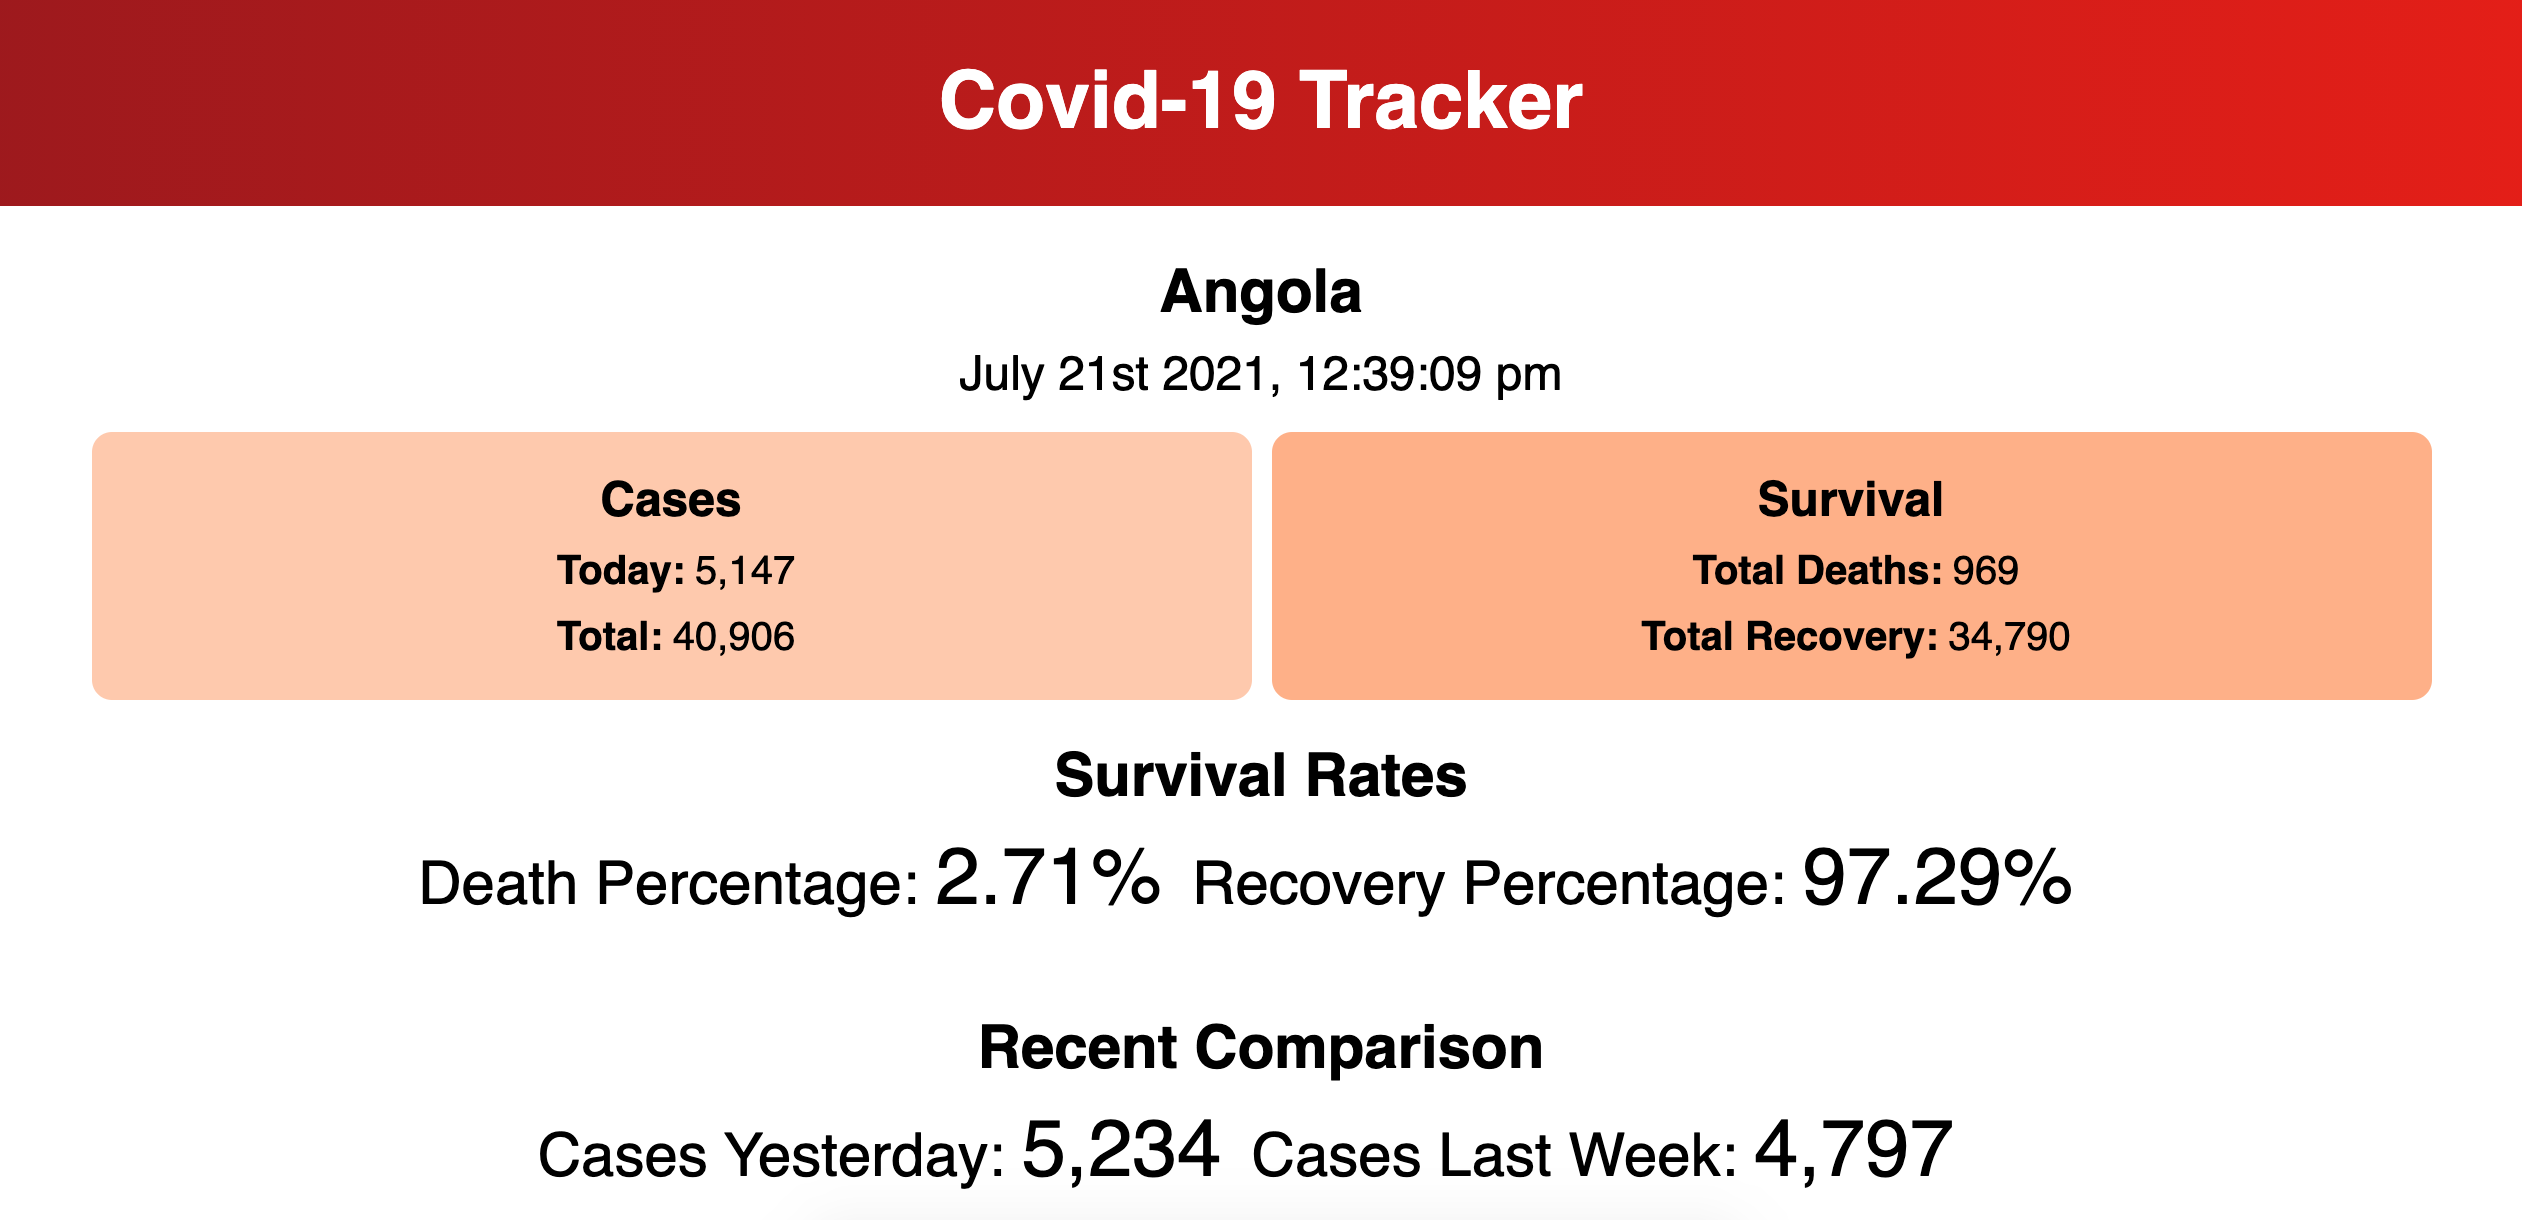 Covid-19 Tracker
Angola
July 21st 2021, 12:39:09 pm
Cases
Today: 5,147
Total: 40,906
Survival
Total Deaths: 969
Total Recovery: 34,790
Survival Rates
Death Percentage: 2.71% Recovery Percentage: 97.29%
Recent Comparison
Cases Yesterday: 5,234 Cases Last Week: 4,797